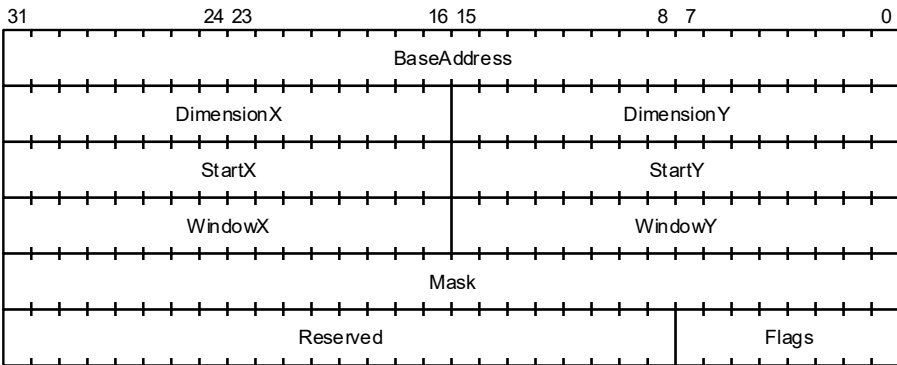 31 24 23 16 15 8 7 0
BaseAddress
DimensionX DimensionY
StartX StartY
WindowX WindowY
Mask
Reserved Flags